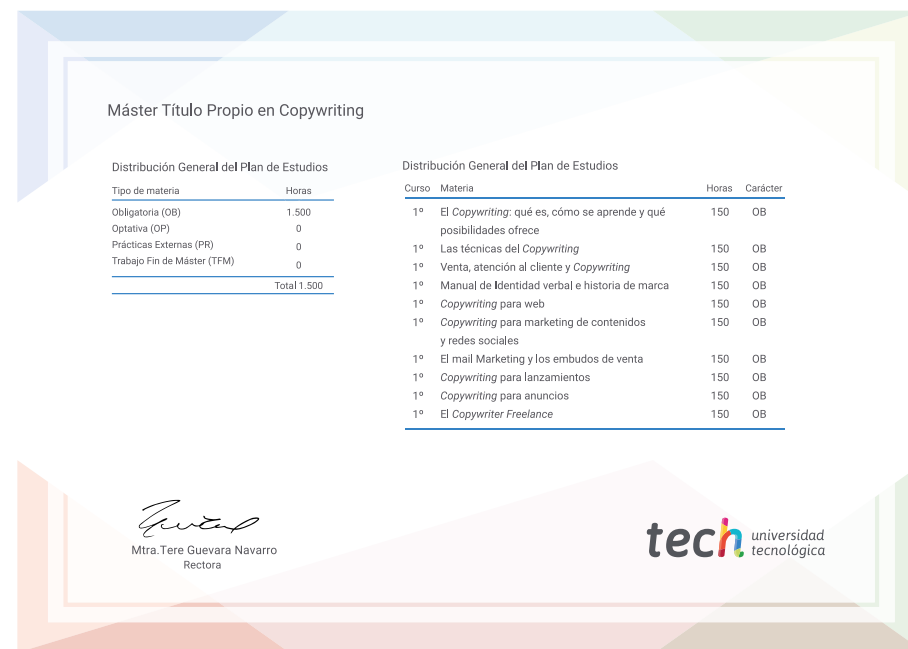 Máster Título Propio en Copywriting
Distribución General del Plan de Estudios
Tipo de materia Horas
Obligatoria (OB) 1.500
Optativa (OP) 0
Prácticas Externas (PR) 0
Trabajo Fin de Máster (TFM) 0
Total 1.500
Distribución General del Plan de Estudios
Curso Materia Horas Carácter
1º El Copywriting: qué es, cómo se aprende y qué 150 OB
posibilidades ofrece
1º Las técnicas del Copywriting 150 OB
1º Venta, atención al cliente y Copywriting 150 OB
1º Manual de Identidad verbal e historia de marca 150 OB
1º Copywriting para web 150 OB
1º Copywriting para marketing de contenidos 150 OB
y redes sociales
1º El mail Marketing y los embudos de venta 150 OB
1º Copywriting para lanzamientos 150 OB
1º Copywriting para anuncios 150 OB
1º El Copywriter Freelance 150 OB
Mtra.Tere Guevara Navarro
Rectora
tech universidad
tecnológica